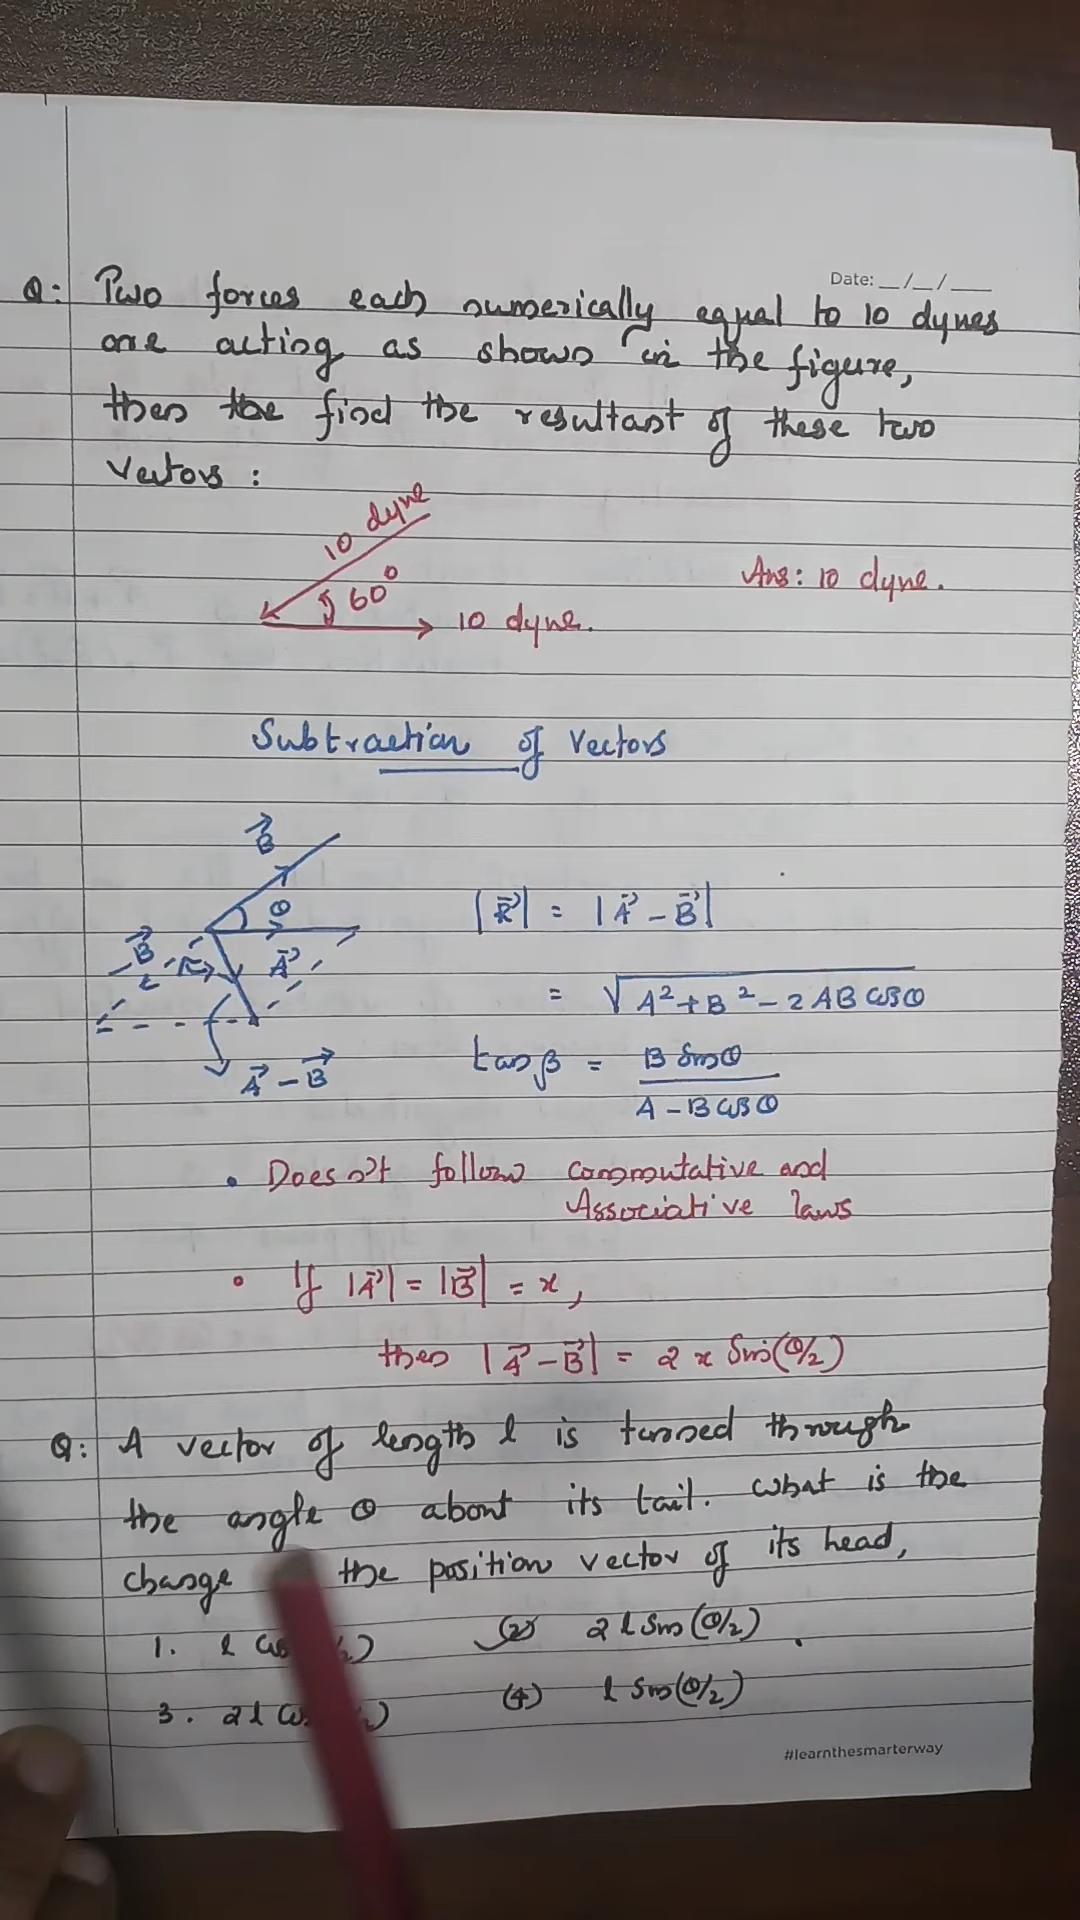 Date: __/__/____
Q: Two forces each numerically equal to 10 dynes
are acting as shown in the figure,
then the find the resultant of these two
Vectors :
10 dyne
60°
10 dyne.
Ans: 10 dyne.
Subtraction of Vectors
B⃗
θ
A⃗
B⃗
|R⃗| = |A⃗ - B⃗|
= √A² + B² - 2AB cosθ
A⃗ - B⃗
tan β = B sinθ
A - B cosθ
• Doesn't follow commutative and
Associative laws
• If |A⃗| = |B⃗| = x,
then |A⃗ - B⃗| = 2x Sin(θ/2)
Q: A vector of length l is turned through
the angle θ about its tail. What is the
change the position vector of its head,
1. l cos /2)
(2) 2l Sin(θ/2).
3. 2l
(4) l Sin(θ/2)
#learnthesmarterway